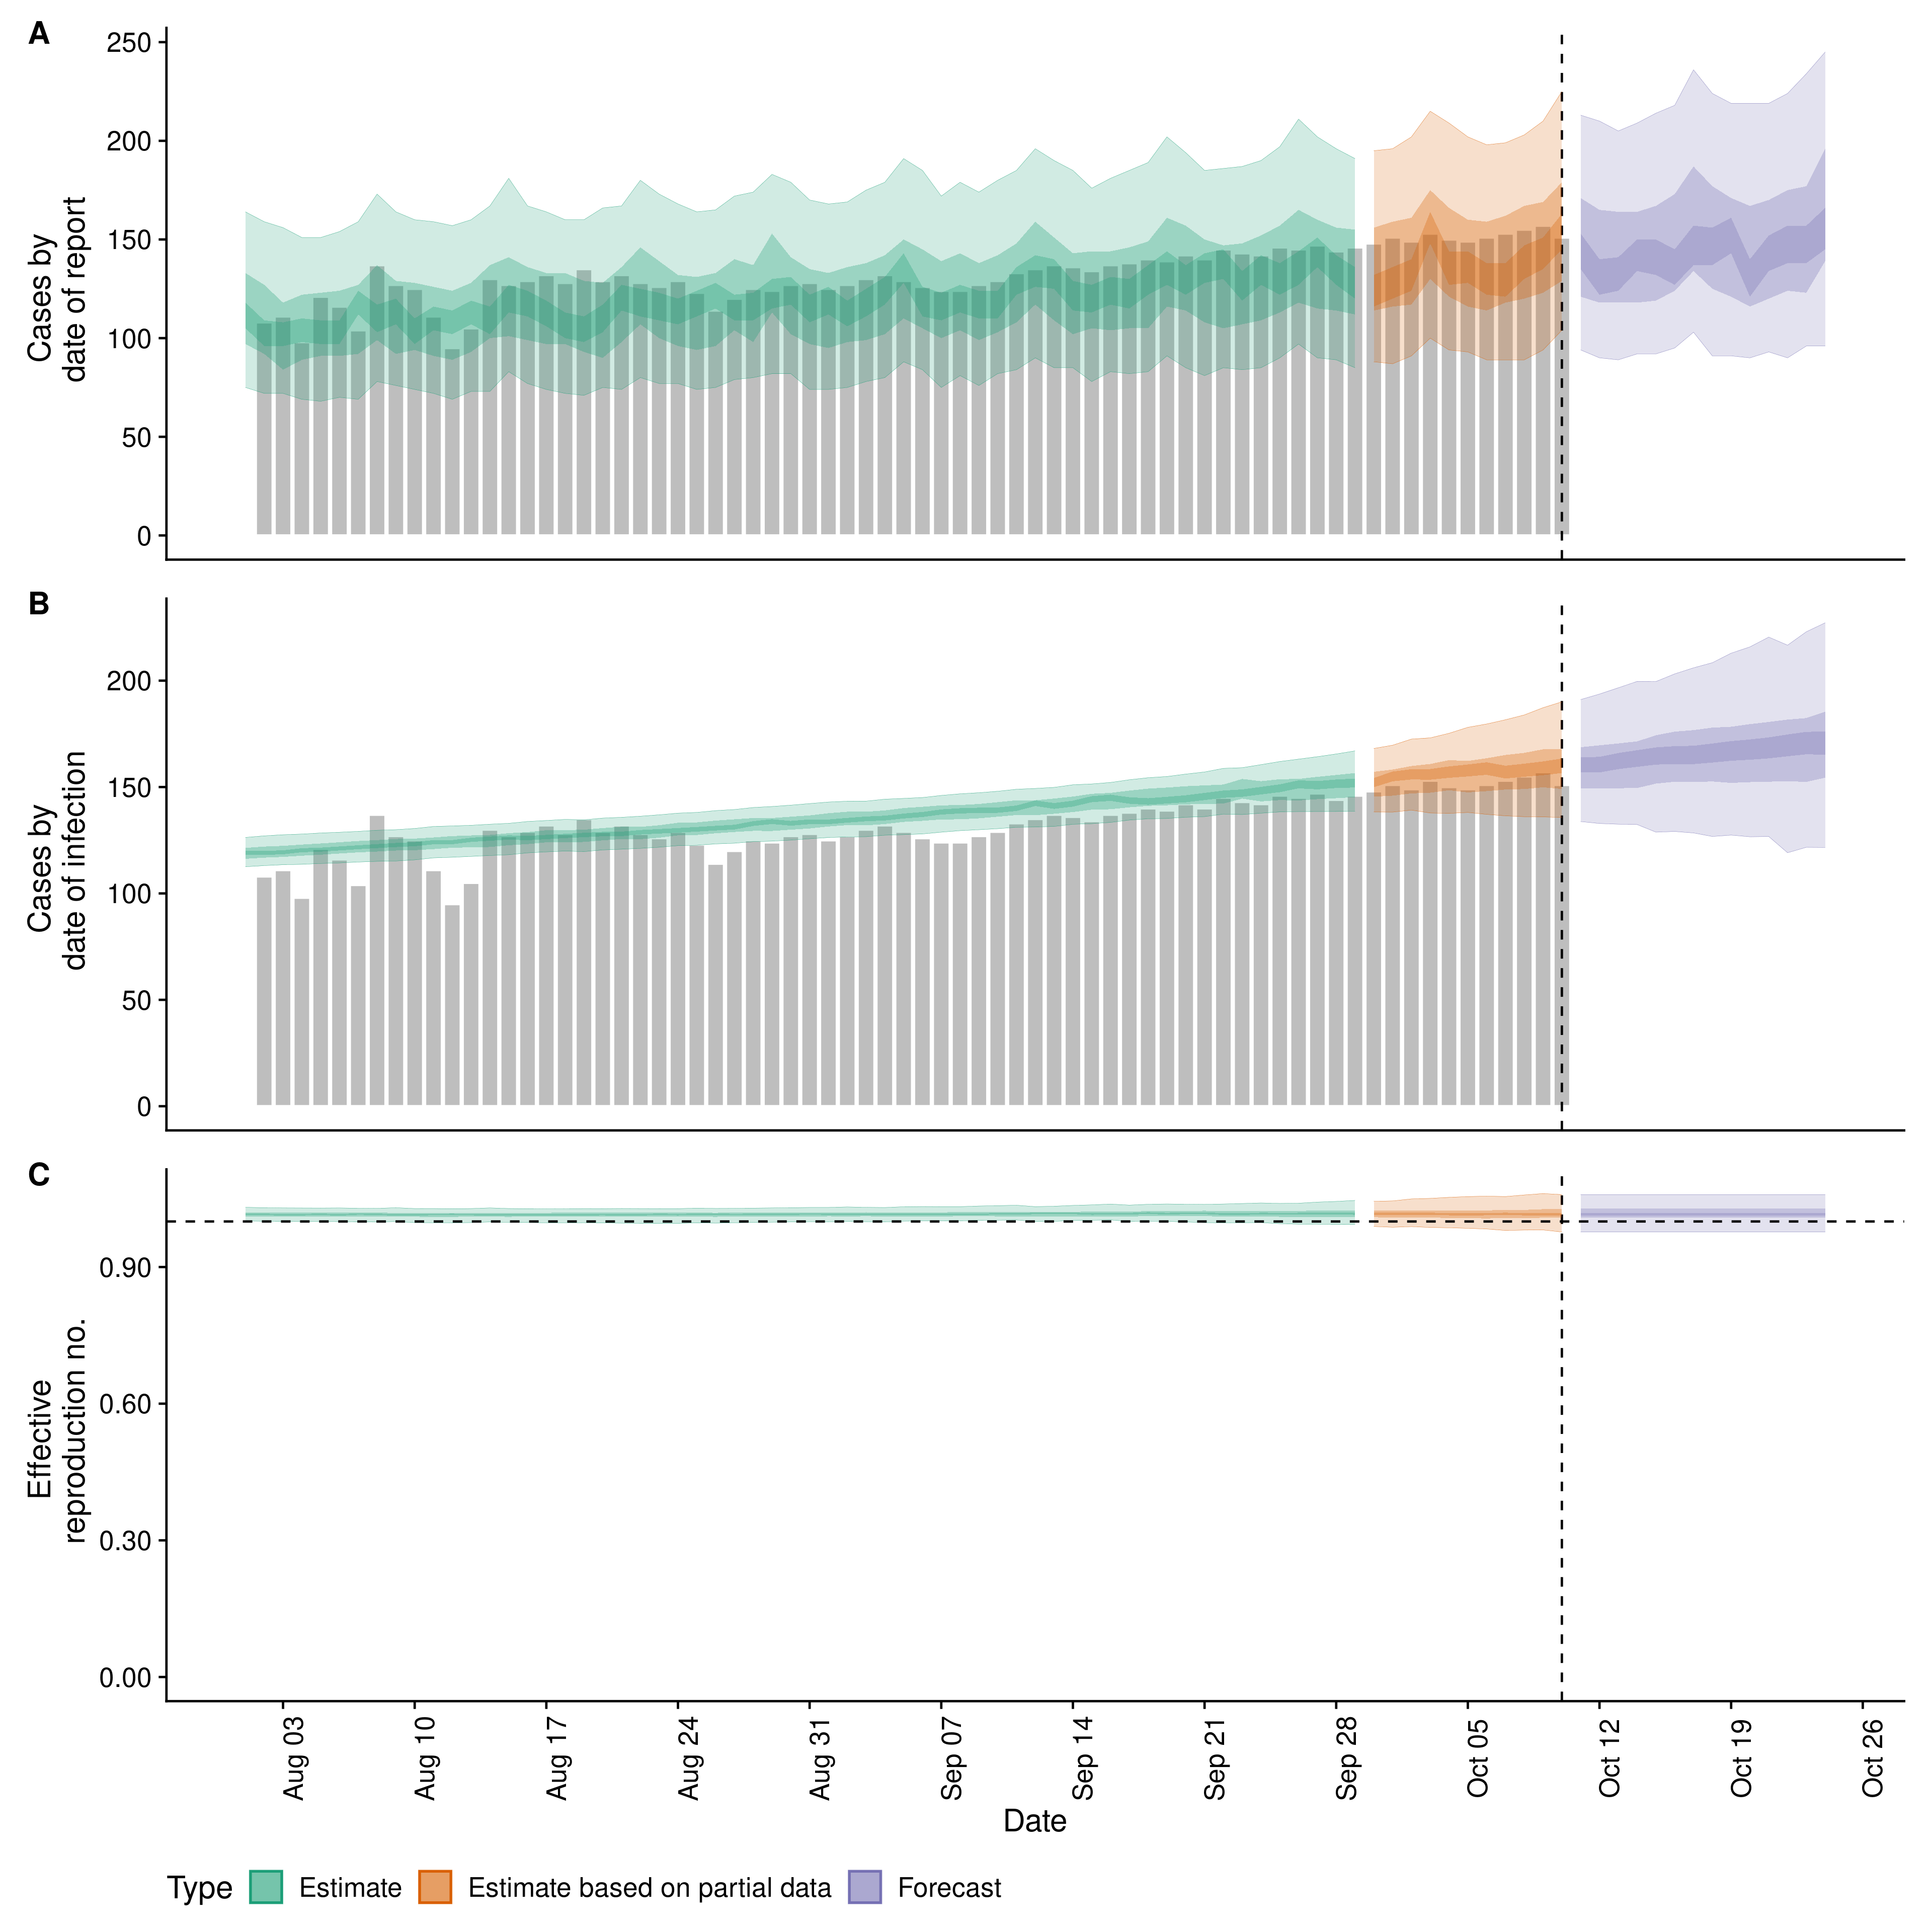 A
250
200
150
100
50
0
Cases by
date of report
B
200
150
100
50
0
Cases by
date of infection
C
0.90
0.60
0.30
0.00
Effective
reproduction no.
Aug 03
Aug 10
Aug 17
Aug 24
Aug 31
Sep 07
Sep 14
Sep 21
Sep 28
Oct 05
Oct 12
Oct 19
Oct 26
Date
Type Estimate Estimate based on partial data Forecast